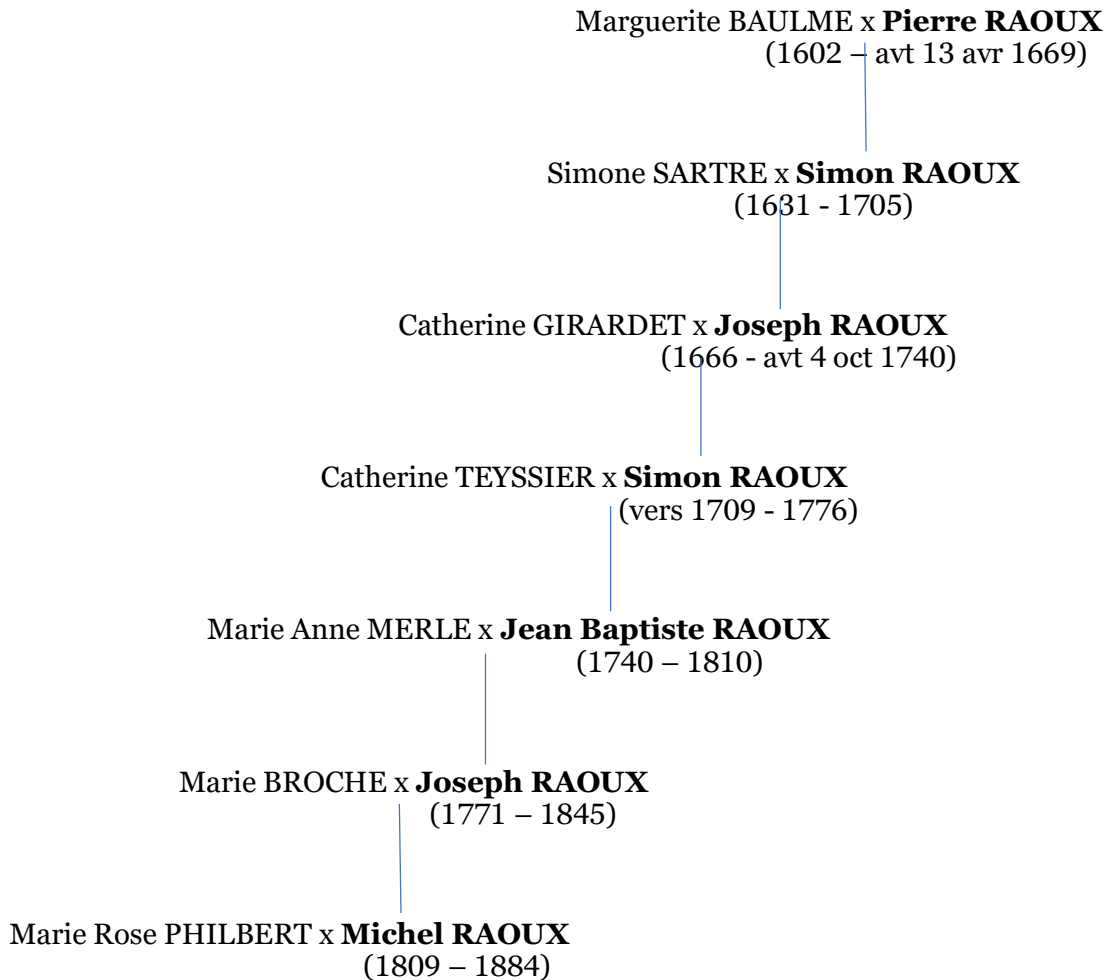 Marguerite BAULME x Pierre RAOUX
(1602 – avt 13 avr 1669)
Simone SARTRE x Simon RAOUX
(1631 - 1705)
Catherine GIRARDET x Joseph RAOUX
(1666 - avt 4 oct 1740)
Catherine TEYSSIER x Simon RAOUX
(vers 1709 - 1776)
Marie Anne MERLE x Jean Baptiste RAOUX
(1740 – 1810)
Marie BROCHE x Joseph RAOUX
(1771 – 1845)
Marie Rose PHILBERT x Michel RAOUX
(1809 – 1884)